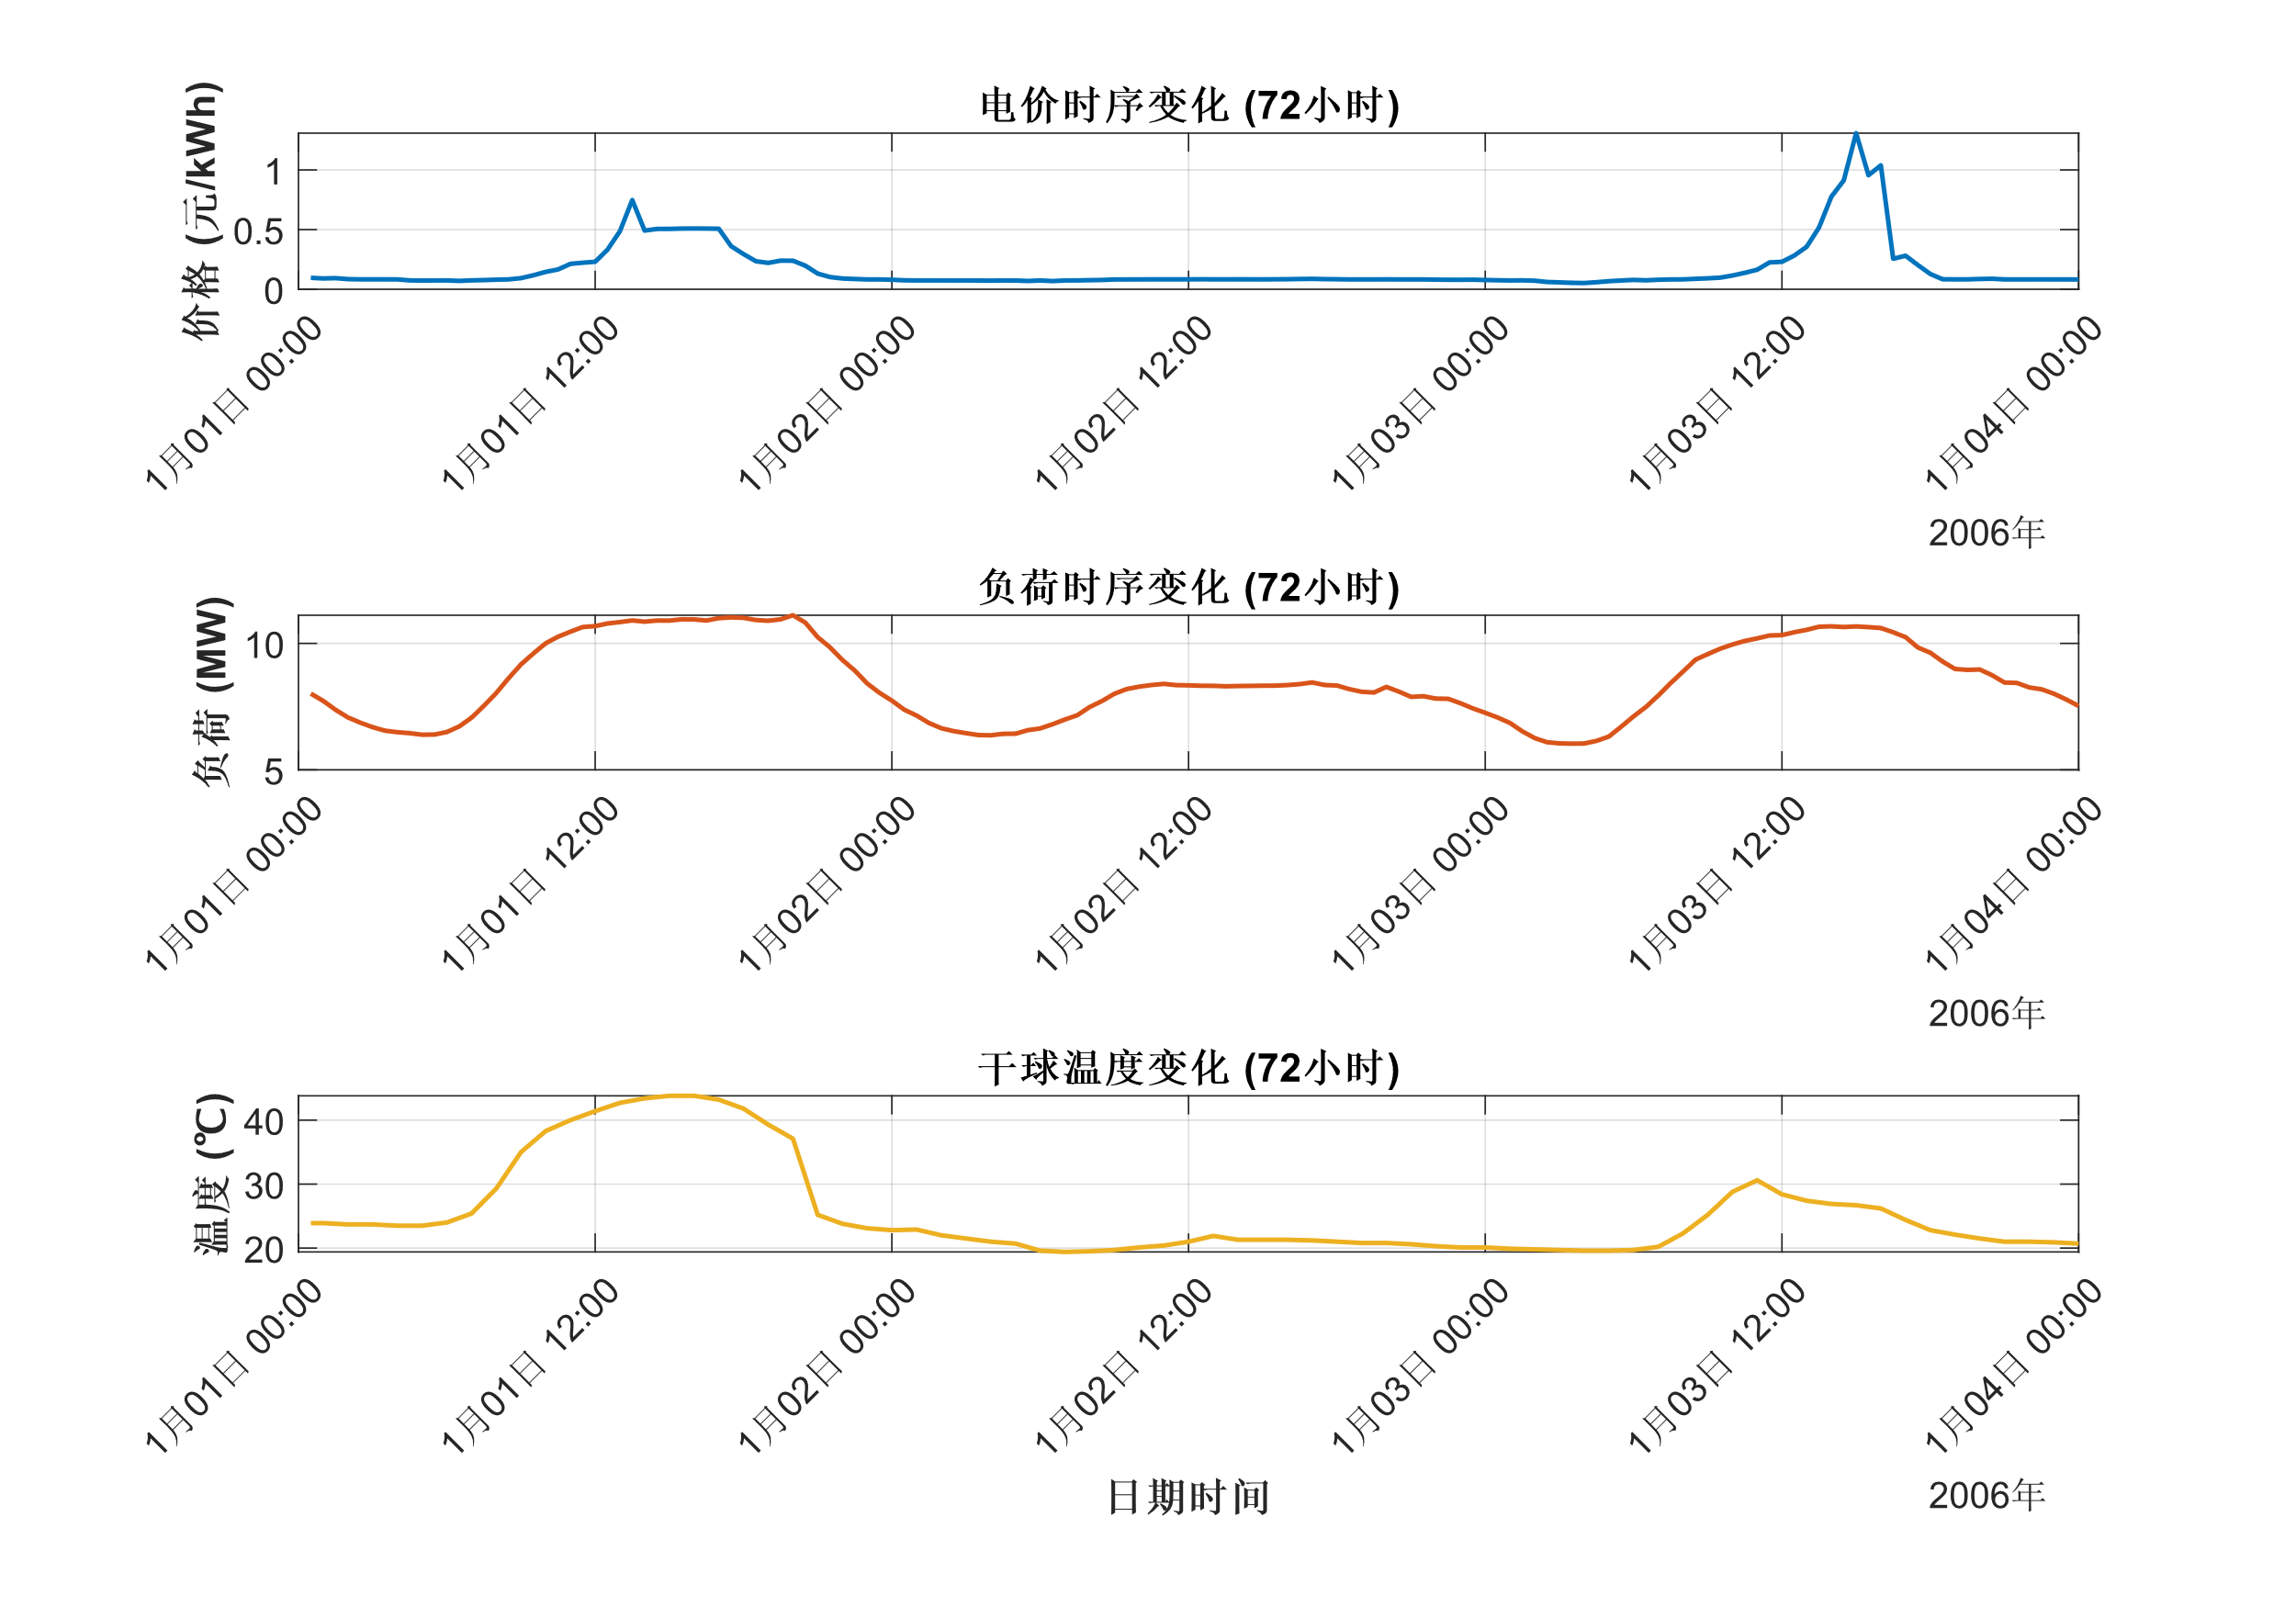 电价时序变化 (72小时)
价格 (元/kWh)
1
0.5
0
1月01日 00:00
1月01日 12:00
1月02日 00:00
1月02日 12:00
1月03日 00:00
1月03日 12:00
1月04日 00:00
2006年
负荷时序变化 (72小时)
负荷 (MW)
10
5
1月01日 00:00
1月01日 12:00
1月02日 00:00
1月02日 12:00
1月03日 00:00
1月03日 12:00
1月04日 00:00
2006年
干球温度变化 (72小时)
温度 (℃)
40
30
20
1月01日 00:00
1月01日 12:00
1月02日 00:00
1月02日 12:00
1月03日 00:00
1月03日 12:00
1月04日 00:00
日期时间
2006年